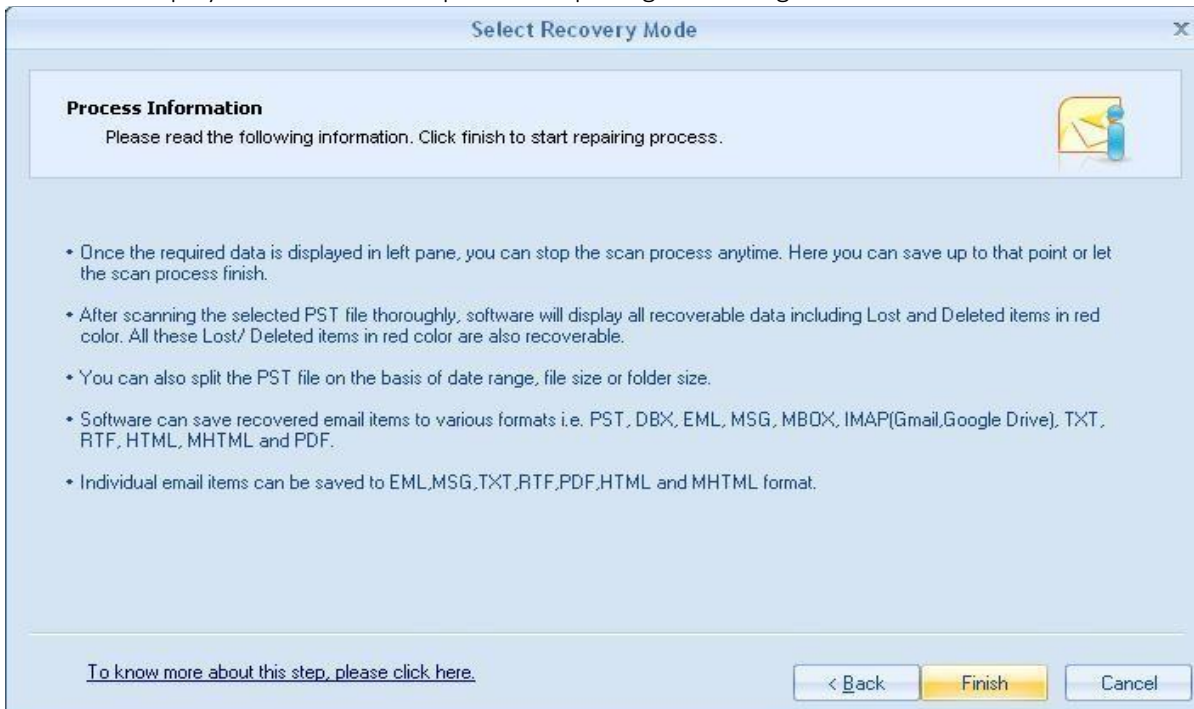 Select Recovery Mode
Process Information
Please read the following information. Click finish to start repairing process.
• Once the required data is displayed in left pane, you can stop the scan process anytime. Here you can save up to that point or let
the scan process finish.
• After scanning the selected PST file thoroughly, software will display all recoverable data including Lost and Deleted items in red
color. All these Lost/ Deleted items in red color are also recoverable.
• You can also split the PST file on the basis of date range, file size or folder size.
• Software can save recovered email items to various formats i.e. PST, DBX, EML, MSG, MBOX, IMAP(Gmail,Google Drive), TXT,
RTF, HTML, MHTML and PDF.
• Individual email items can be saved to EML,MSG,TXT,RTF,PDF,HTML and MHTML format.
To know more about this step, please click here.
< Back
Finish
Cancel